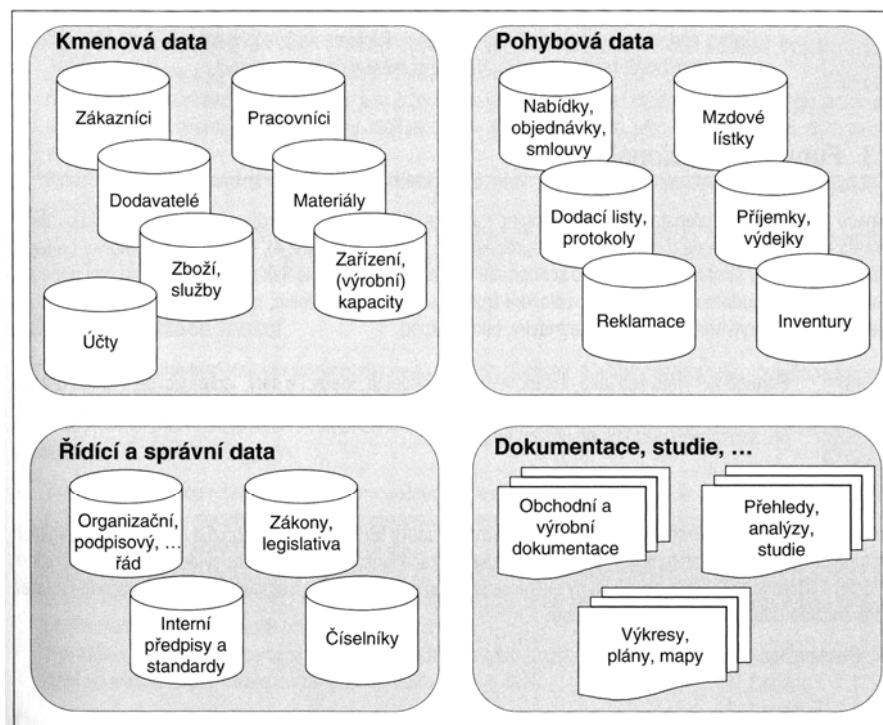 Kmenová data
Zákazníci
Pracovníci
Dodavatelé
Materiály
Zboží,
služby
Zařízení,
(výrobní)
kapacity
Účty
Pohybová data
Nabídky,
objednávky,
smlouvy
Mzdové
lístky
Dodací listy,
protokoly
Příjemky,
výdejky
Reklamace
Inventury
Řídící a správní data
Organizační,
podpisový, …
řád
Zákony,
legislativa
Interní
předpisy a
standardy
Číselníky
Dokumentace, studie, …
Obchodní a
výrobní
dokumentace
Přehledy,
analýzy,
studie
Výkresy,
plány, mapy